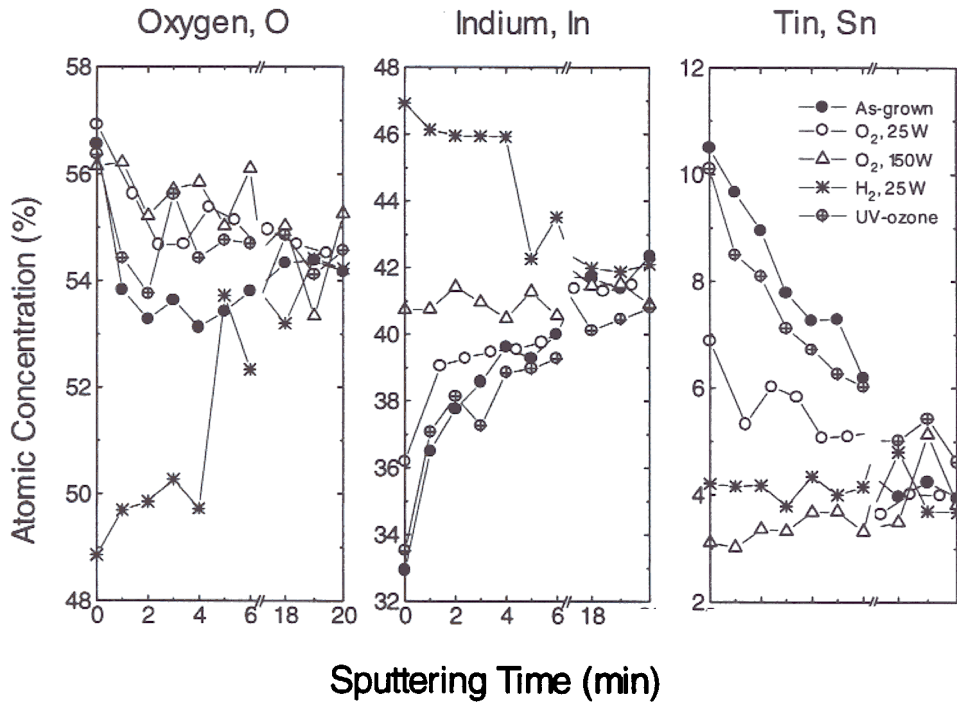 Oxygen, O
Indium, In
Tin, Sn
Atomic Concentration (%)
58
56
54
52
50
48
0 2 4 6 18 20
48
46
44
42
40
38
36
34
32
0 2 4 6 18
12
10
8
6
4
2
As-grown
O₂, 25W
O₂, 150W
H₂, 25W
UV-ozone
Sputtering Time (min)